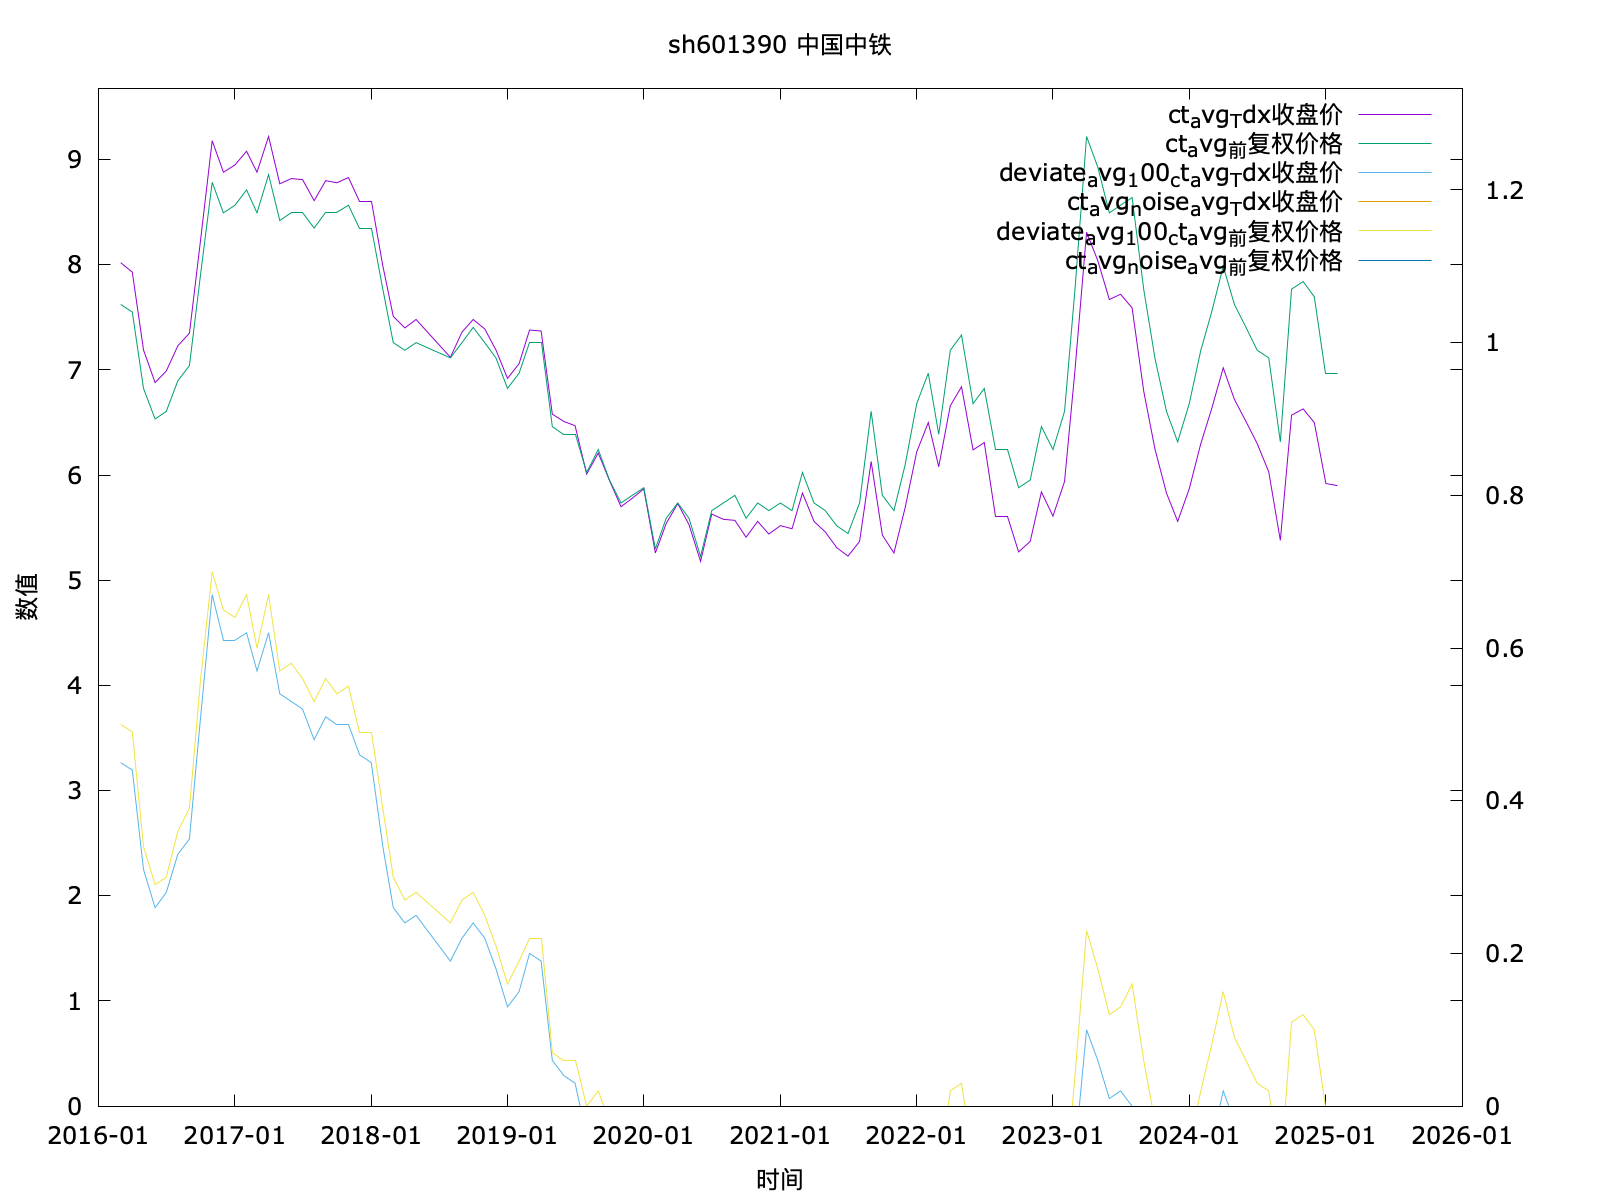 sh601390 中国中铁
ct_avg_Tdx收盘价
ct_avg_前复权价格
deviate_avg_100_ct_avg_Tdx收盘价
ct_avg_noise_avg_Tdx收盘价
deviate_avg_100_ct_avg_前复权价格
ct_avg_noise_avg_前复权价格
9
8
7
6
5
4
3
2
1
0
数值
1.2
1
0.8
0.6
0.4
0.2
0
2016-01 2017-01 2018-01 2019-01 2020-01 2021-01 2022-01 2023-01 2024-01 2025-01 2026-01
时间